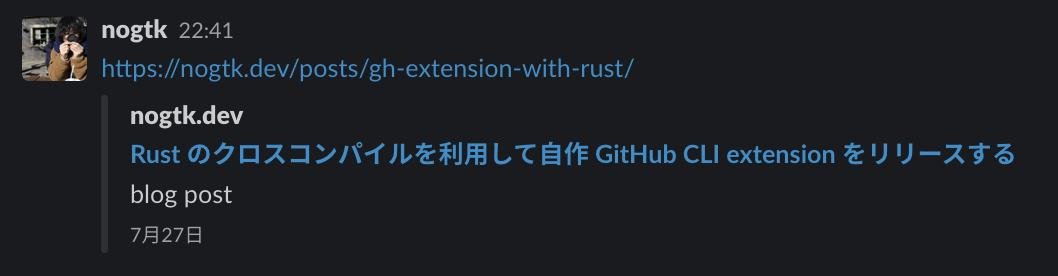 nogtk 22:41
https://nogtk.dev/posts/gh-extension-with-rust/
nogtk.dev
Rust のクロスコンパイルを利用して自作 GitHub CLI extension をリリースする
blog post
7月27日